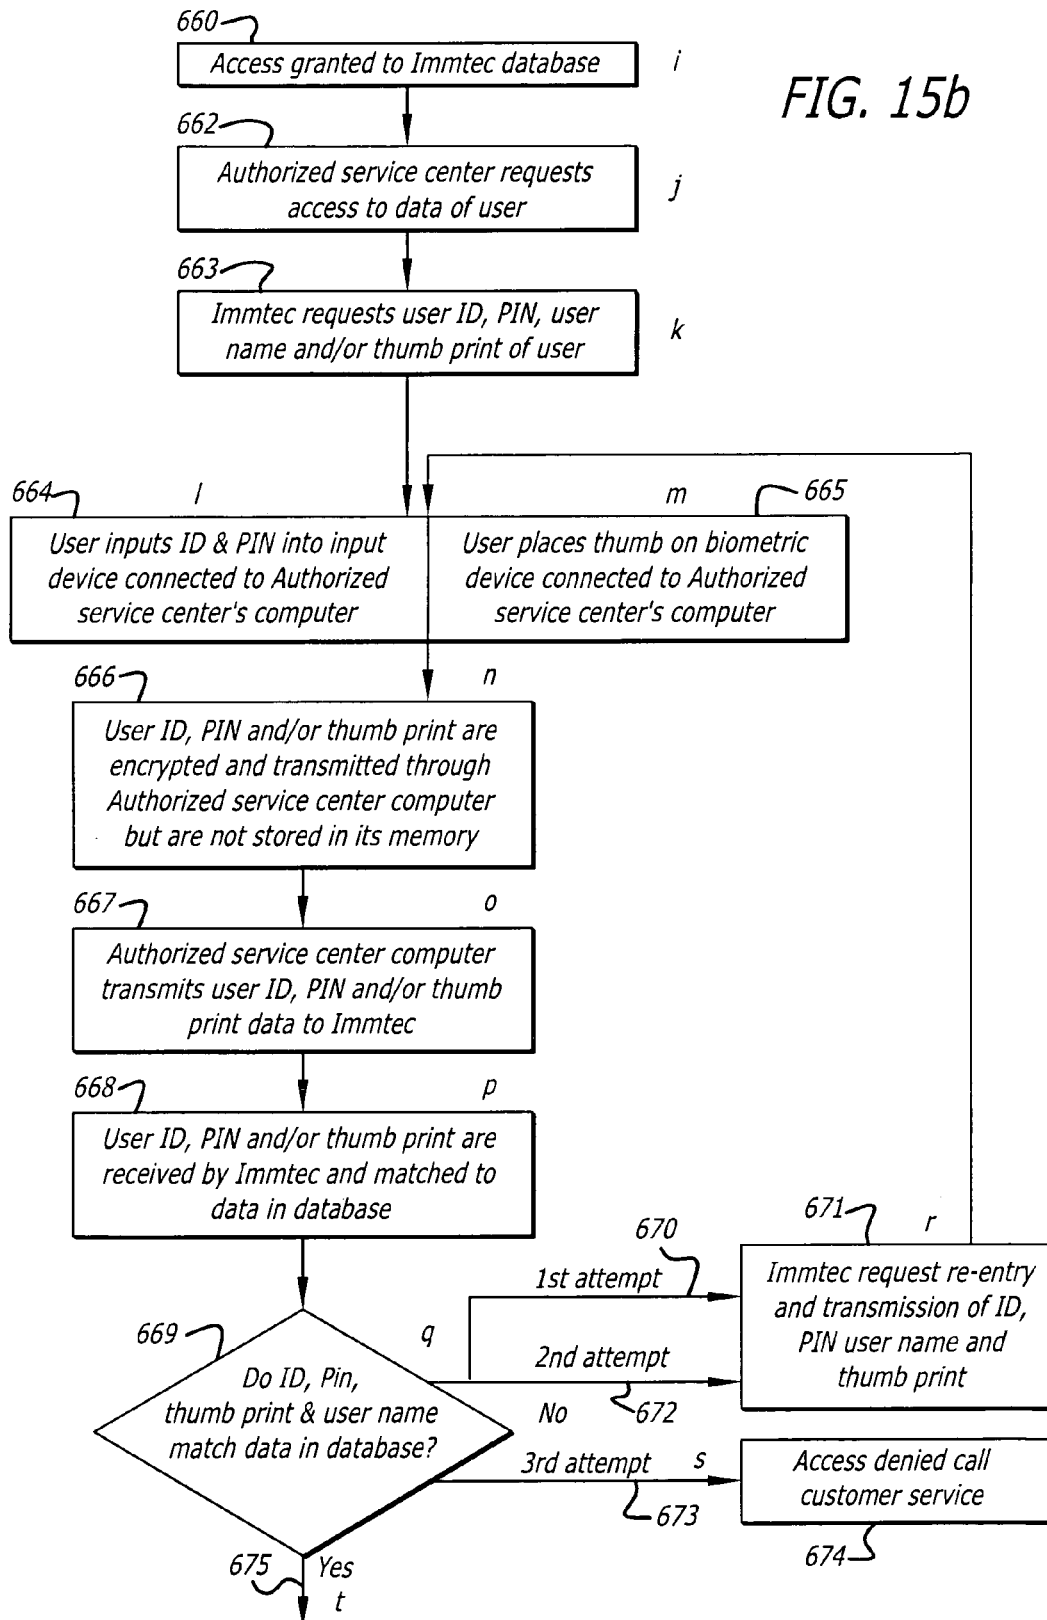 660
Access granted to Immtec database
i
FIG. 15b
662
Authorized service center requests
access to data of user
j
663
Immtec requests user ID, PIN, user
name and/or thumb print of user
k
664
l
User inputs ID & PIN into input
device connected to Authorized
service center's computer
m
665
User places thumb on biometric
device connected to Authorized
service center's computer
666
n
User ID, PIN and/or thumb print are
encrypted and transmitted through
Authorized service center computer
but are not stored in its memory
667
o
Authorized service center computer
transmits user ID, PIN and/or thumb
print data to Immtec
668
p
User ID, PIN and/or thumb print are
received by Immtec and matched to
data in database
669
Do ID, Pin,
thumb print & user name
match data in database?
q
1st attempt
670
2nd attempt
672
No
671
r
Immtec request re-entry
and transmission of ID,
PIN user name and
thumb print
3rd attempt
s
673
Access denied call
customer service
674
675
Yes
t